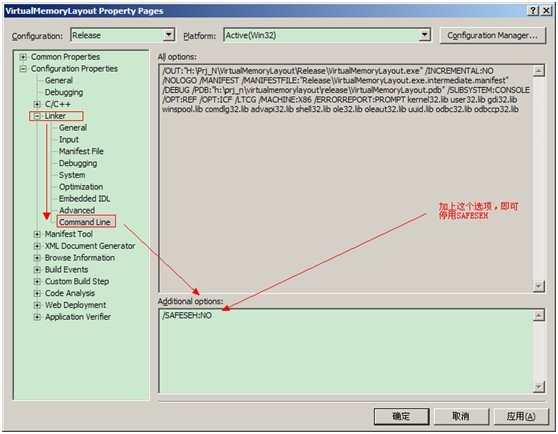 VirtualMemoryLayout Property Pages
Configuration: Release Platform: Active(Win32) Configuration Manager...
Common Properties
Configuration Properties
General
Debugging
C/C++
Linker
General
Input
Manifest File
Debugging
System
Optimization
Embedded IDL
Advanced
Command Line
Manifest Tool
XML Document Generator
Browse Information
Build Events
Custom Build Step
Code Analysis
Web Deployment
Application Verifier
All options:
/OUT:"H:\Prj_N\VirtualMemoryLayout\Release\VirtualMemoryLayout.exe" /INCREMENTAL:NO
/NOLOGO /MANIFEST /MANIFESTFILE:"Release\VirtualMemoryLayout.exe.intermediate.manifest"
/DEBUG /PDB:"h:\prj_n\virtualmemorylayout\release\VirtualMemoryLayout.pdb" /SUBSYSTEM:CONSOLE
/OPT:REF /OPT:ICF /LTCG /MACHINE:X86 /ERRORREPORT:PROMPT kernel32.lib user32.lib gdi32.lib
winspool.lib comdlg32.lib advapi32.lib shell32.lib ole32.lib oleaut32.lib uuid.lib odbc32.lib odbccp32.lib
加上这个选项，即可
停用SAFESEH
Additional options:
/SAFESEH:NO
确定 取消 应用(A)